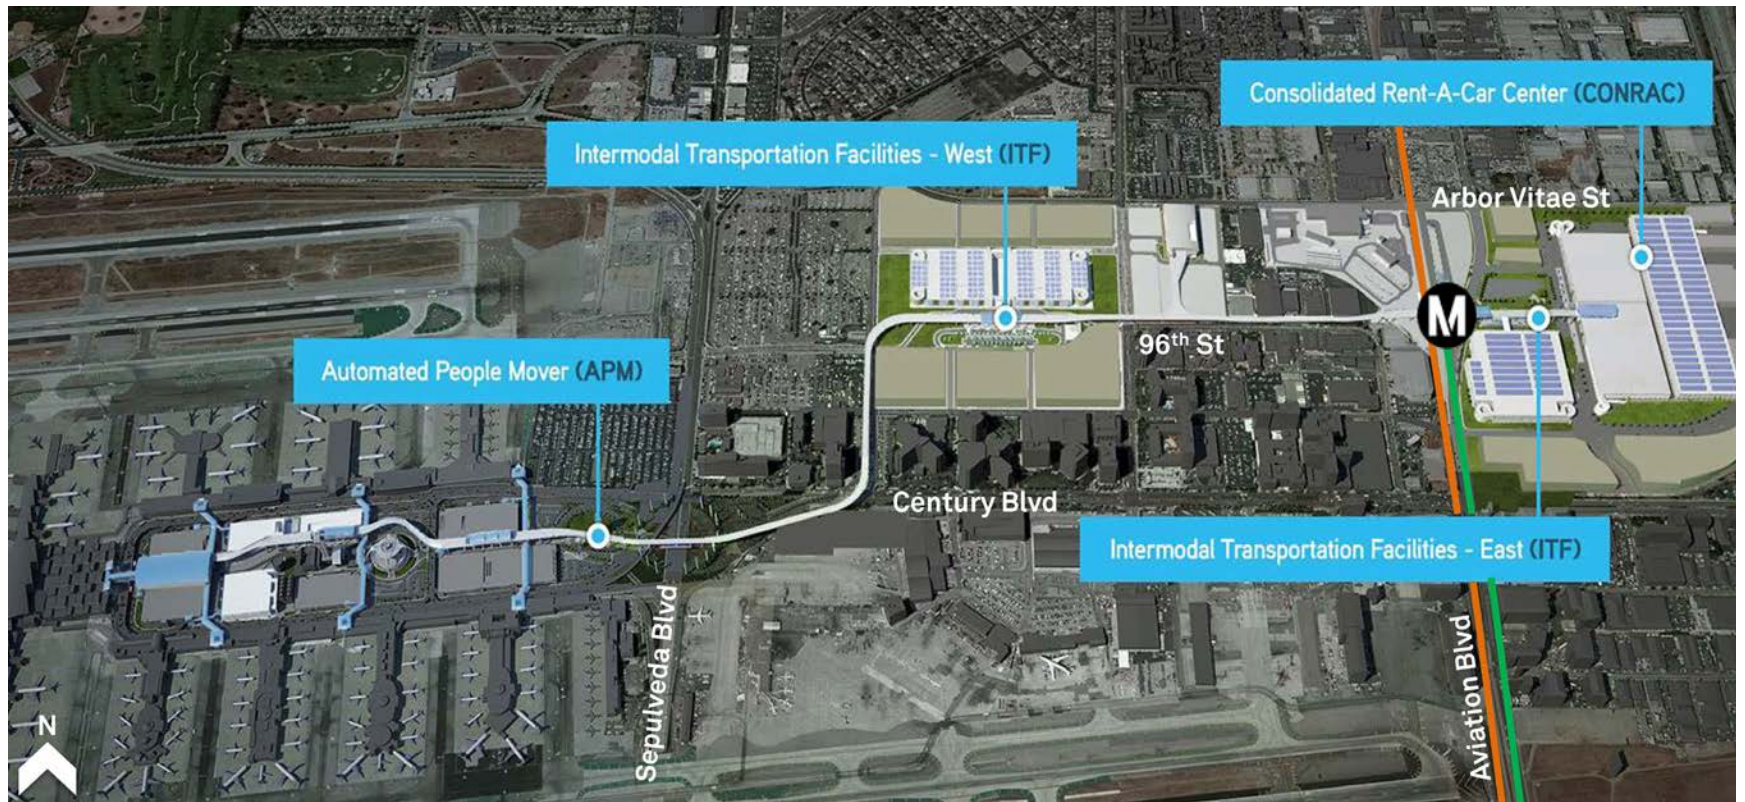 Consolidated Rent-A-Car Center (CONRAC)
Intermodal Transportation Facilities - West (ITF)
Arbor Vitae St
M
96th St
Automated People Mover (APM)
Century Blvd
Intermodal Transportation Facilities - East (ITF)
Sepulveda Blvd
Aviation Blvd
N